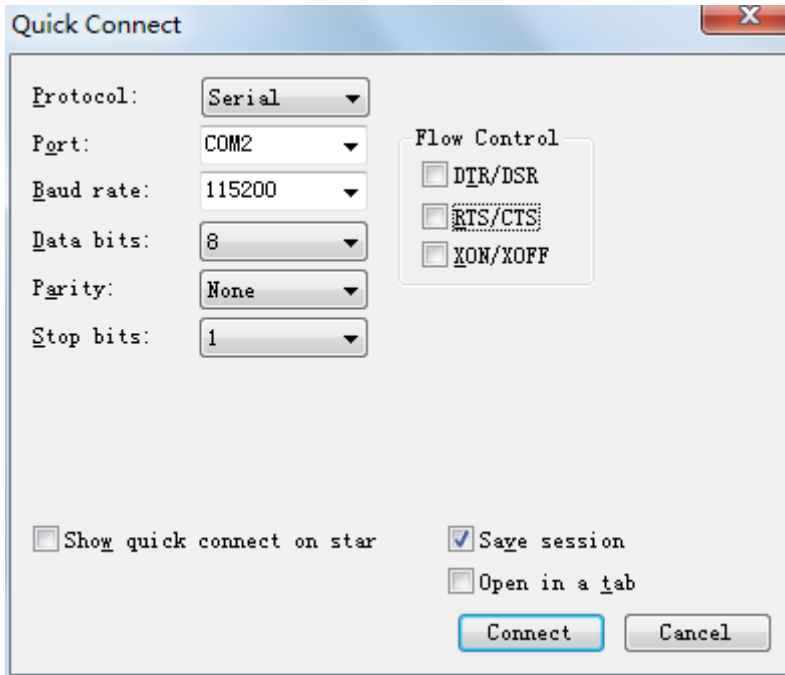 Quick Connect
Protocol: Serial
Port: COM2
Baud rate: 115200
Data bits: 8
Parity: None
Stop bits: 1
Flow Control
DTR/DSR
RTS/CTS
XON/XOFF
Show quick connect on star
Save session
Open in a tab
Connect Cancel